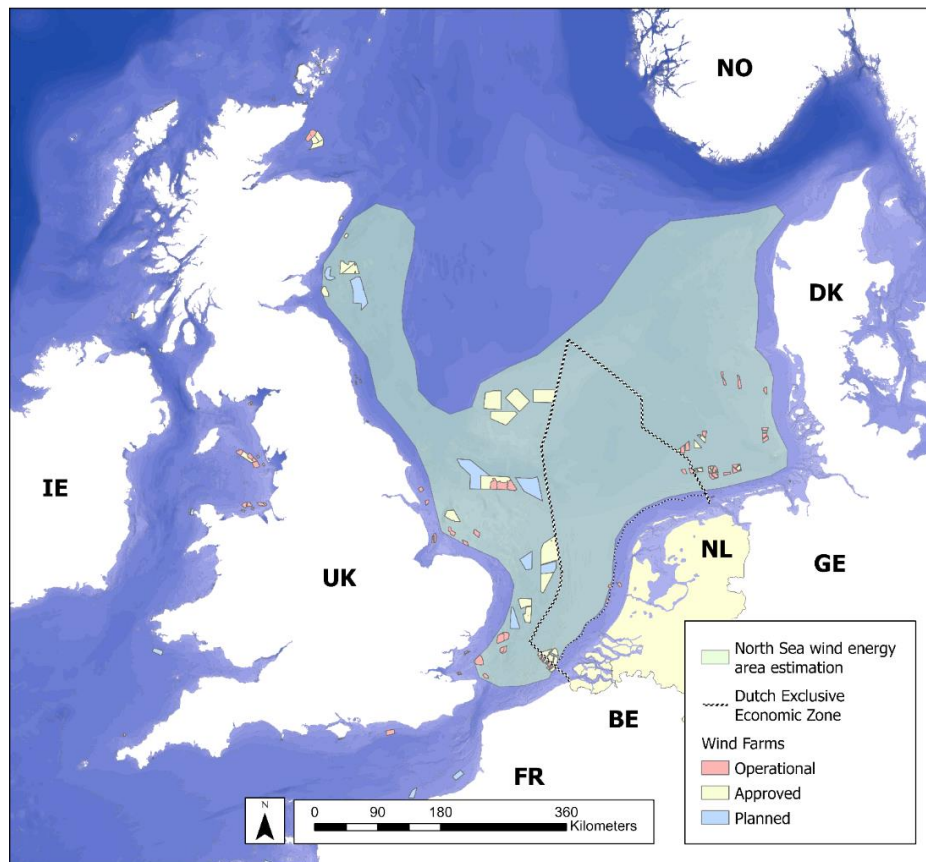 NO
DK
IE
UK
NL
GE
BE
FR
North Sea wind energy
area estimation
Dutch Exclusive
Economic Zone
Wind Farms
Operational
Approved
Planned
N
0 90 180 360
Kilometers